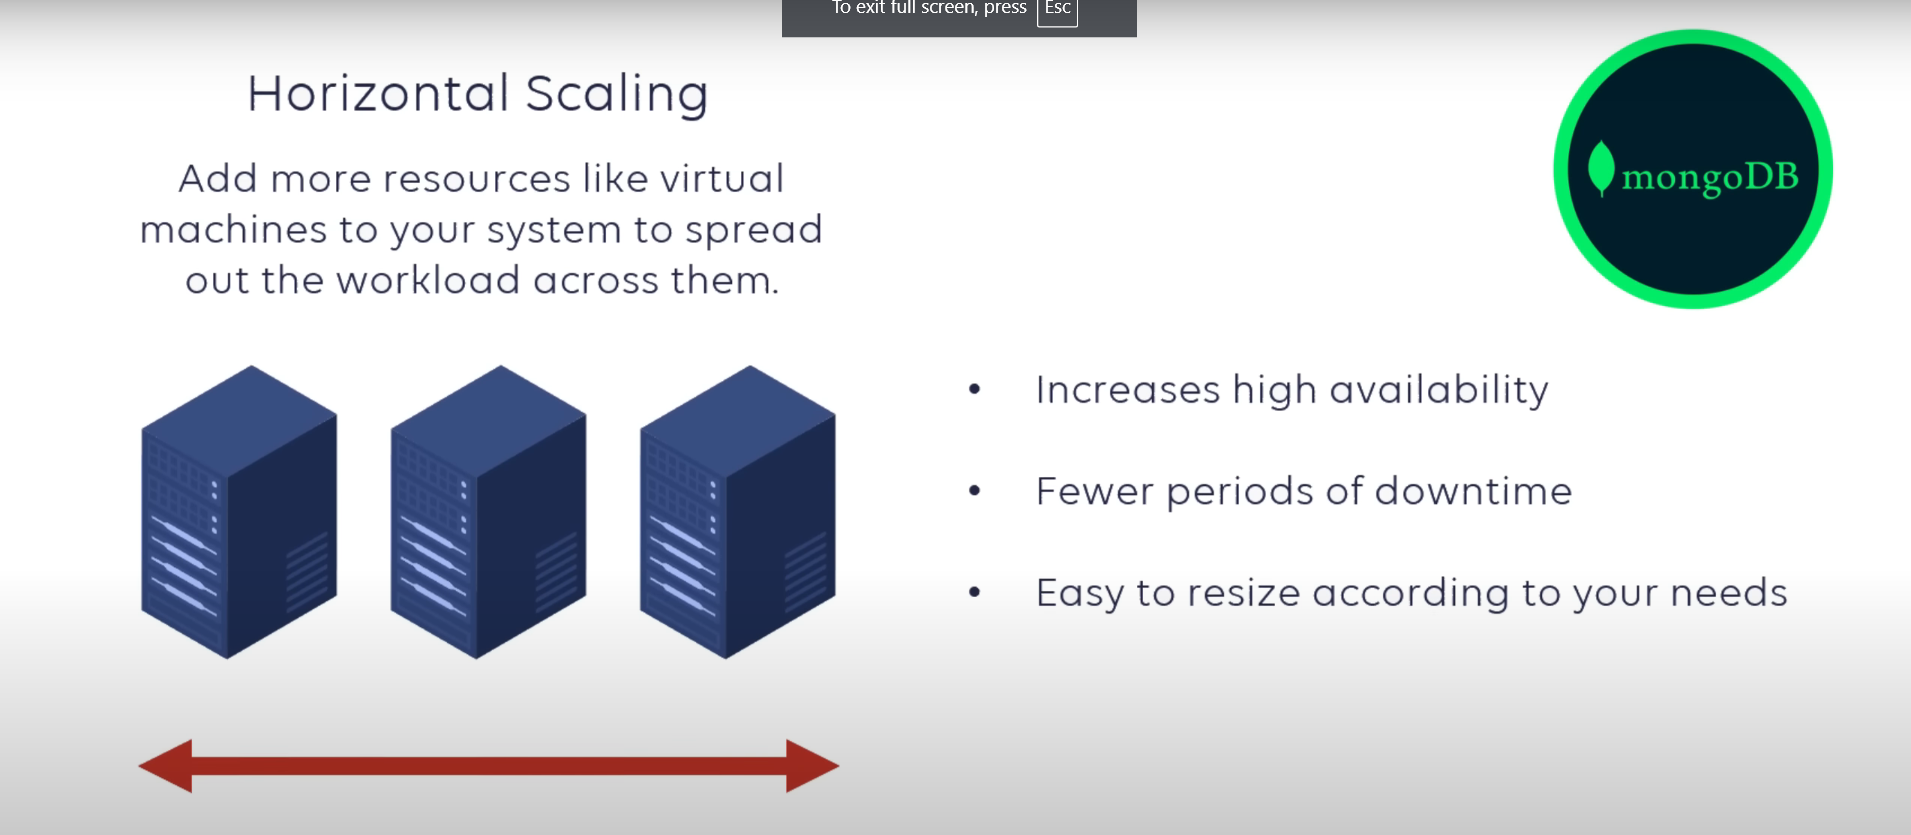 To exit full screen, press Esc
Horizontal Scaling
Add more resources like virtual
machines to your system to spread
out the workload across them.
mongoDB
• Increases high availability
• Fewer periods of downtime
• Easy to resize according to your needs